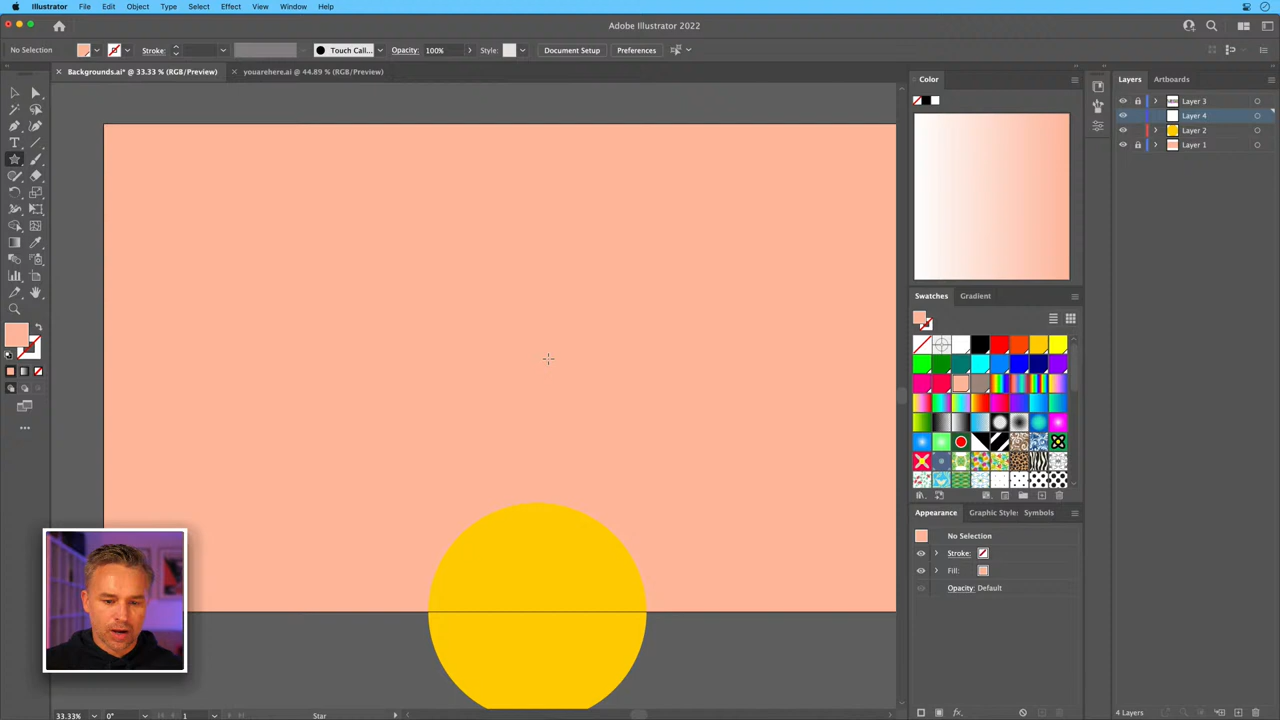 Illustrator File Edit Object Type Select Effect View Window Help
Adobe Illustrator 2022
No Selection Stroke: Touch Call... Opacity: 100% Style: Document Setup Preferences
Backgrounds.ai* @ 33.33 % (RGB/Preview) youarehere.ai @ 44.89 % (RGB/Preview)
Color
Layers Artboards
Layer 3
Layer 4
Layer 2
Layer 1
Swatches Gradient
Appearance Graphic Styles Symbols
No Selection
Stroke:
Fill:
Opacity: Default
33.33% 0° 1 Star
4 Layers